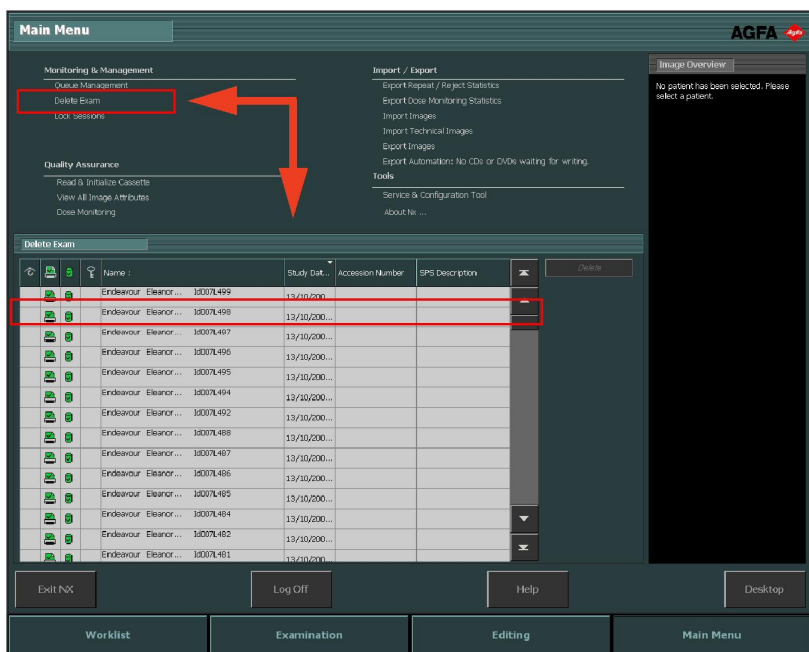 Main Menu
AGFA
Monitoring & Management
Queue Management
Delete Exam
Lock Sessions
Quality Assurance
Read & Initialize Cassette
View All Image Attributes
Dose Monitoring
Import / Export
Export Repeat / Reject Statistics
Export Dose Monitoring Statistics
Import Images
Import Technical Images
Export Images
Export Automation: No CDs or DVDs waiting for writing.
Tools
Service & Configuration Tool
About Nx ...
Image Overview
No patient has been selected. Please
select a patient.
Delete Exam
Name : Study Dat... Accession Number SPS Description
Delete
Endeavour Eleanor... Id007L499 13/10/200...
Endeavour Eleanor... Id007L498 13/10/200...
Endeavour Eleanor... Id007L497 13/10/200...
Endeavour Eleanor... Id007L496 13/10/200...
Endeavour Eleanor... Id007L495 13/10/200...
Endeavour Eleanor... Id007L494 13/10/200...
Endeavour Eleanor... Id007L492 13/10/200...
Endeavour Eleanor... Id007L488 13/10/200...
Endeavour Eleanor... Id007L487 13/10/200...
Endeavour Eleanor... Id007L486 13/10/200...
Endeavour Eleanor... Id007L485 13/10/200...
Endeavour Eleanor... Id007L484 13/10/200...
Endeavour Eleanor... Id007L482 13/10/200...
Endeavour Eleanor... Id007L481 13/10/200...
Exit NX
Log Off
Help
Desktop
Worklist
Examination
Editing
Main Menu